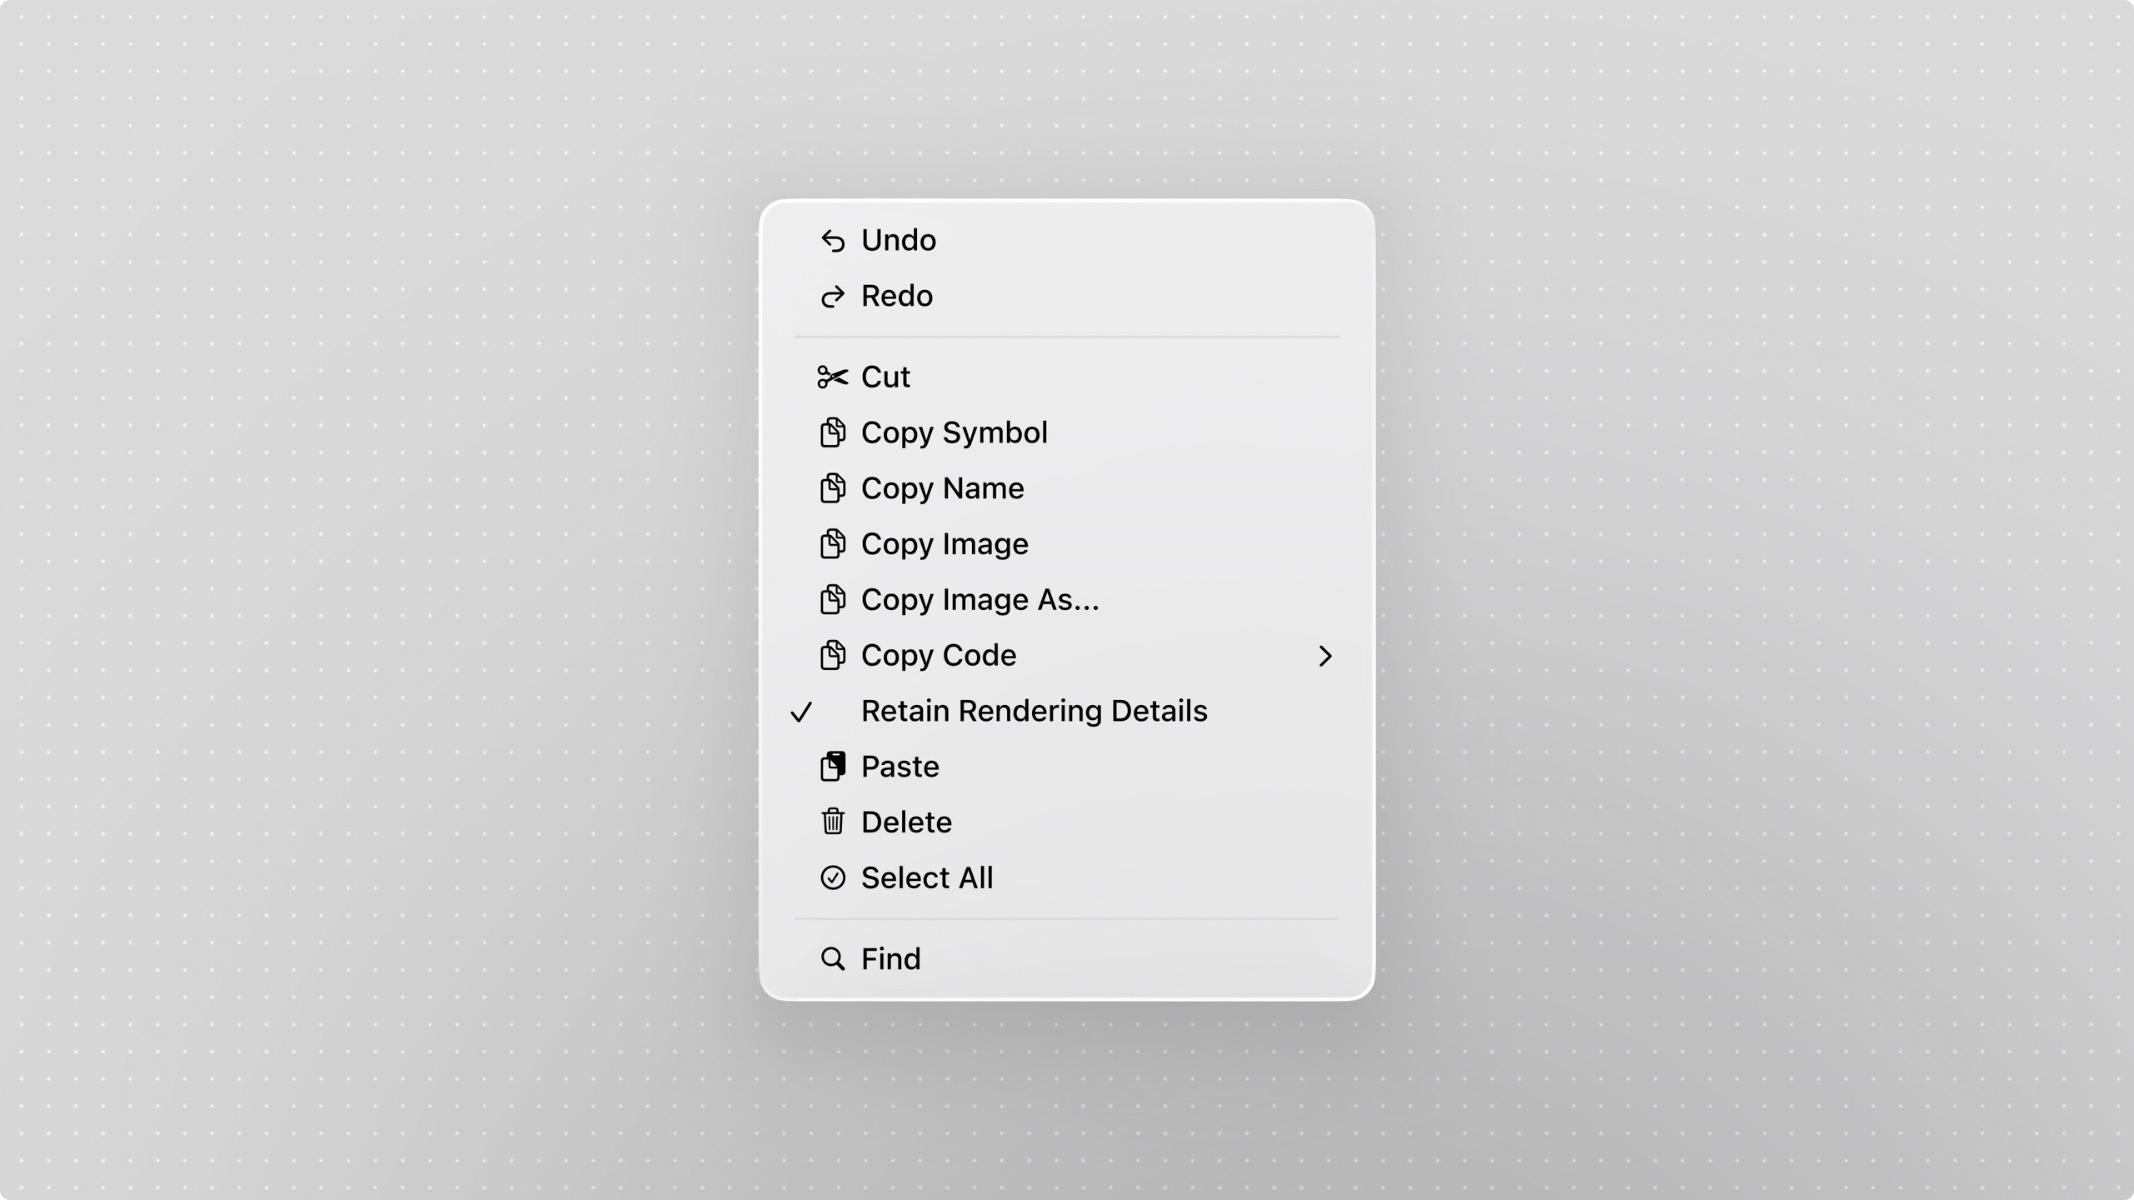 Undo
Redo
Cut
Copy Symbol
Copy Name
Copy Image
Copy Image As…
Copy Code
Retain Rendering Details
Paste
Delete
Select All
Find